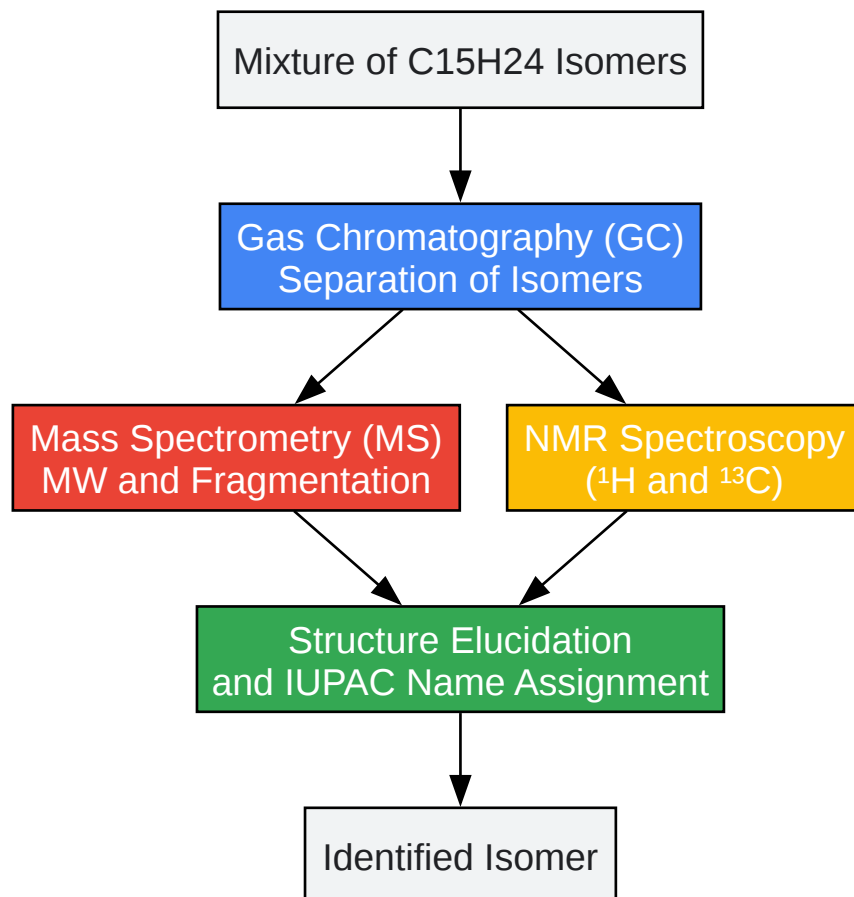 Mixture of C15H24 Isomers
Gas Chromatography (GC)
Separation of Isomers
Mass Spectrometry (MS)
MW and Fragmentation
NMR Spectroscopy
(¹H and ¹³C)
Structure Elucidation
and IUPAC Name Assignment
Identified Isomer